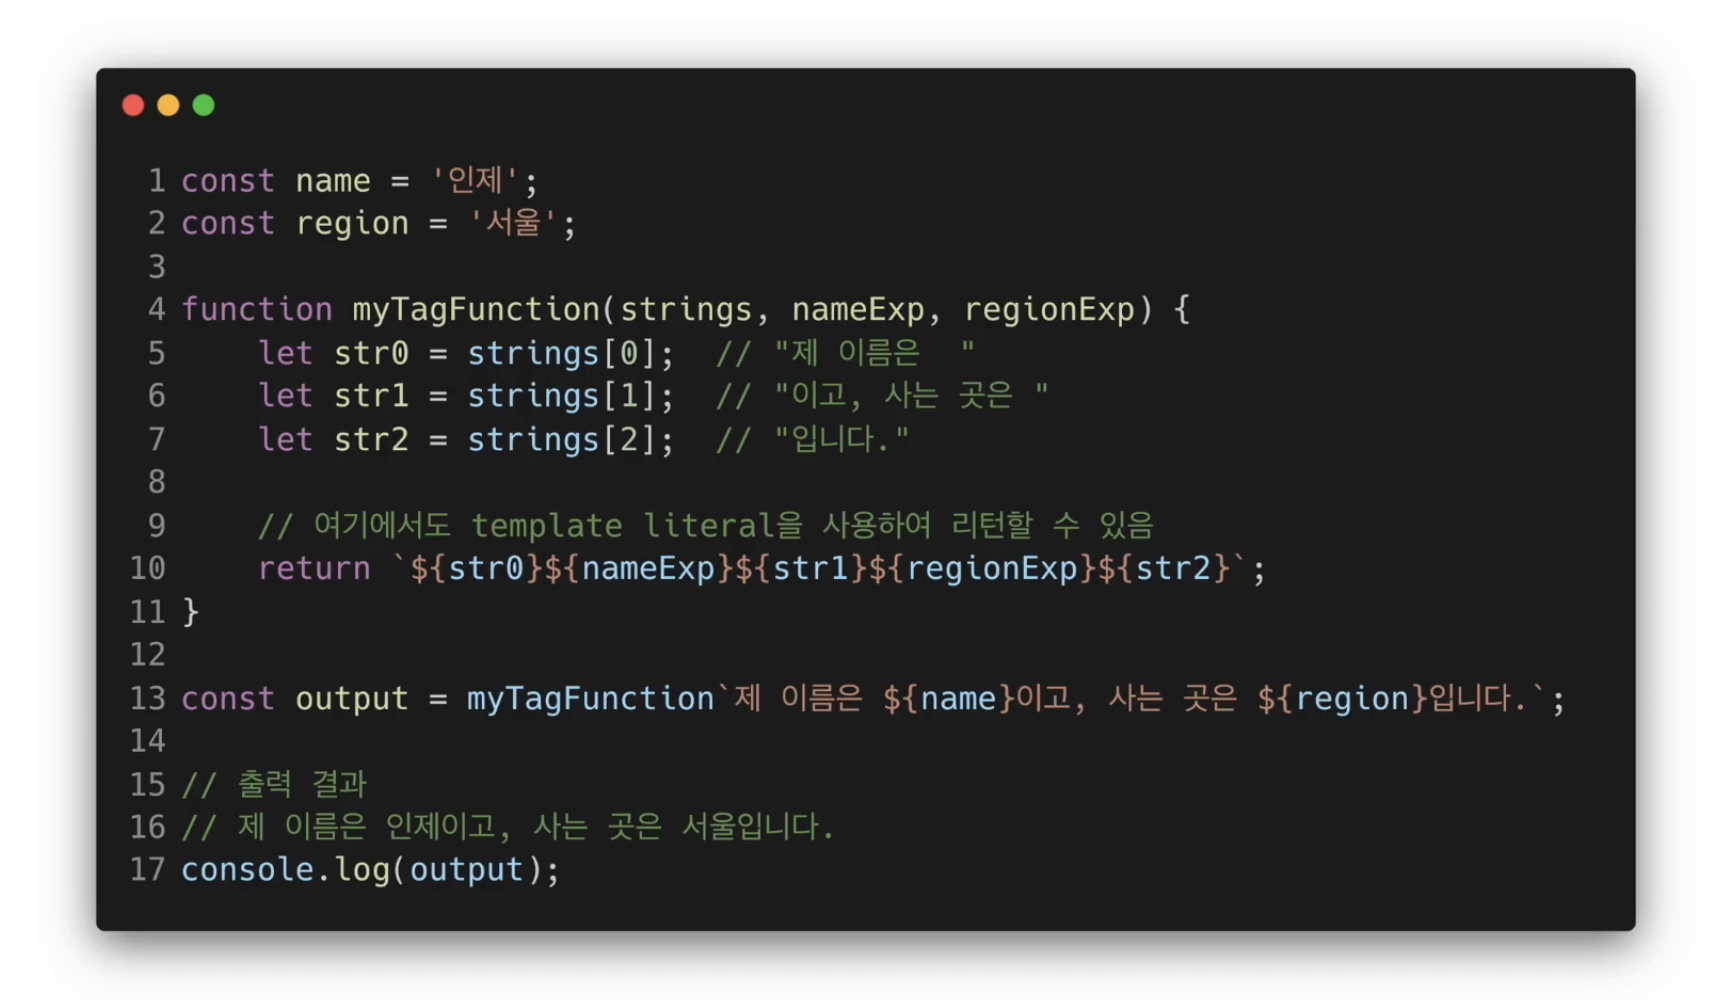 1 const name = '인제';
2 const region = '서울';
3
4 function myTagFunction(strings, nameExp, regionExp) {
5     let str0 = strings[0];  // "제 이름은  "
6     let str1 = strings[1];  // "이고, 사는 곳은 "
7     let str2 = strings[2];  // "입니다."
8
9     // 여기에서도 template literal을 사용하여 리턴할 수 있음
10     return `${str0}${nameExp}${str1}${regionExp}${str2}`;
11 }
12
13 const output = myTagFunction`제 이름은 ${name}이고, 사는 곳은 ${region}입니다.`;
14
15 // 출력 결과
16 // 제 이름은 인제이고, 사는 곳은 서울입니다.
17 console.log(output);